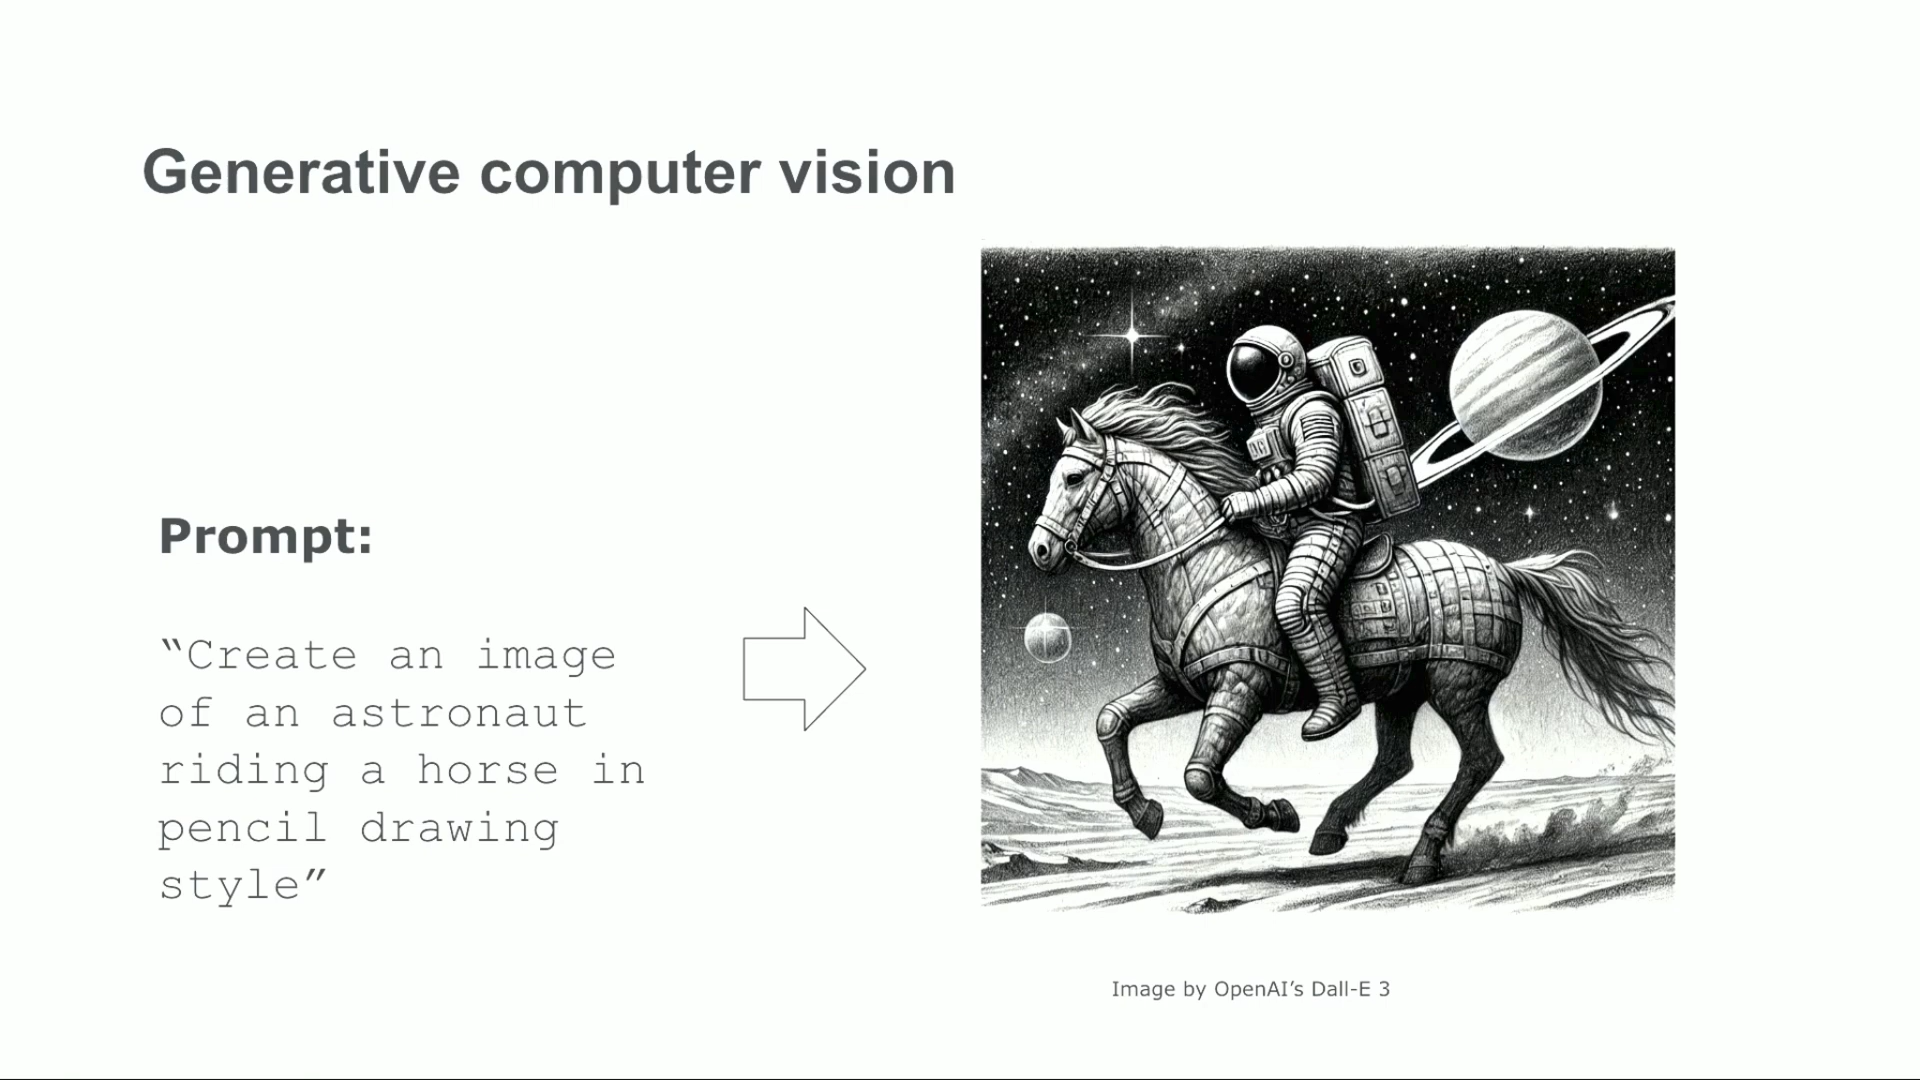 Generative computer vision
Prompt:
“Create an image
of an astronaut
riding a horse in
pencil drawing
style”
Image by OpenAI’s Dall-E 3